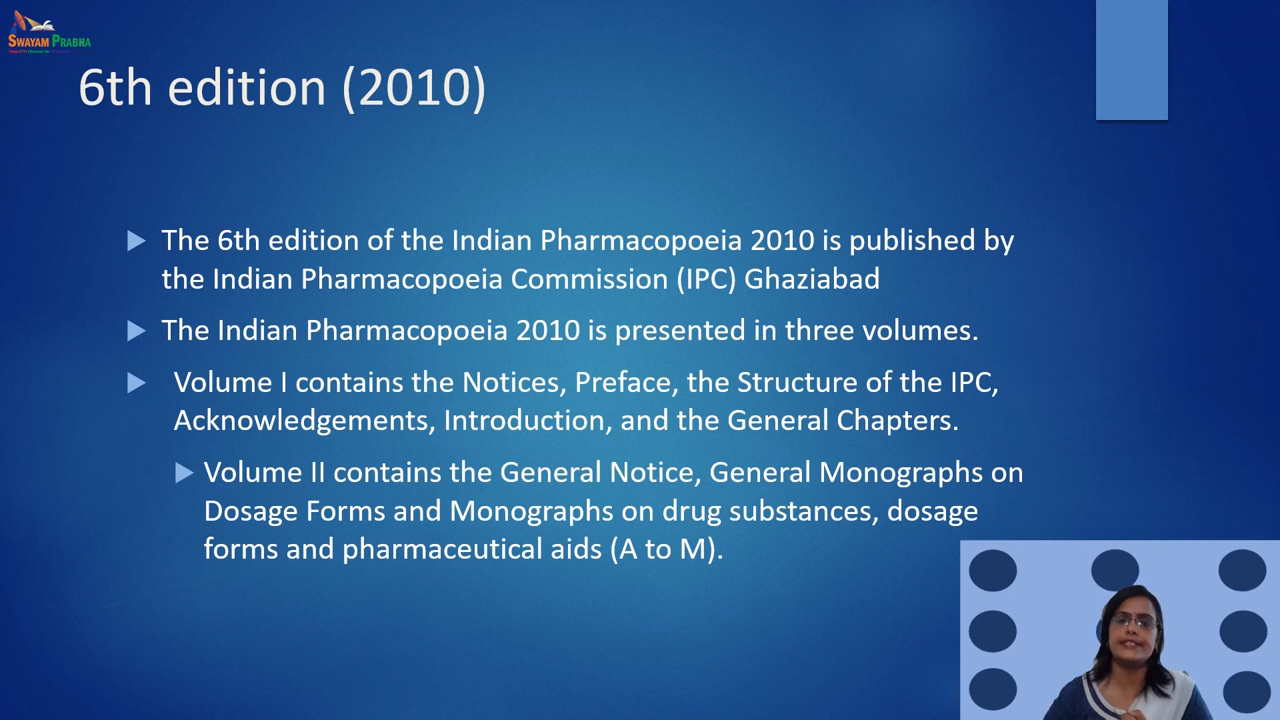 SWAYAM PRABHA
6th edition (2010)
The 6th edition of the Indian Pharmacopoeia 2010 is published by
the Indian Pharmacopoeia Commission (IPC) Ghaziabad
The Indian Pharmacopoeia 2010 is presented in three volumes.
Volume I contains the Notices, Preface, the Structure of the IPC,
Acknowledgements, Introduction, and the General Chapters.
Volume II contains the General Notice, General Monographs on
Dosage Forms and Monographs on drug substances, dosage
forms and pharmaceutical aids (A to M).